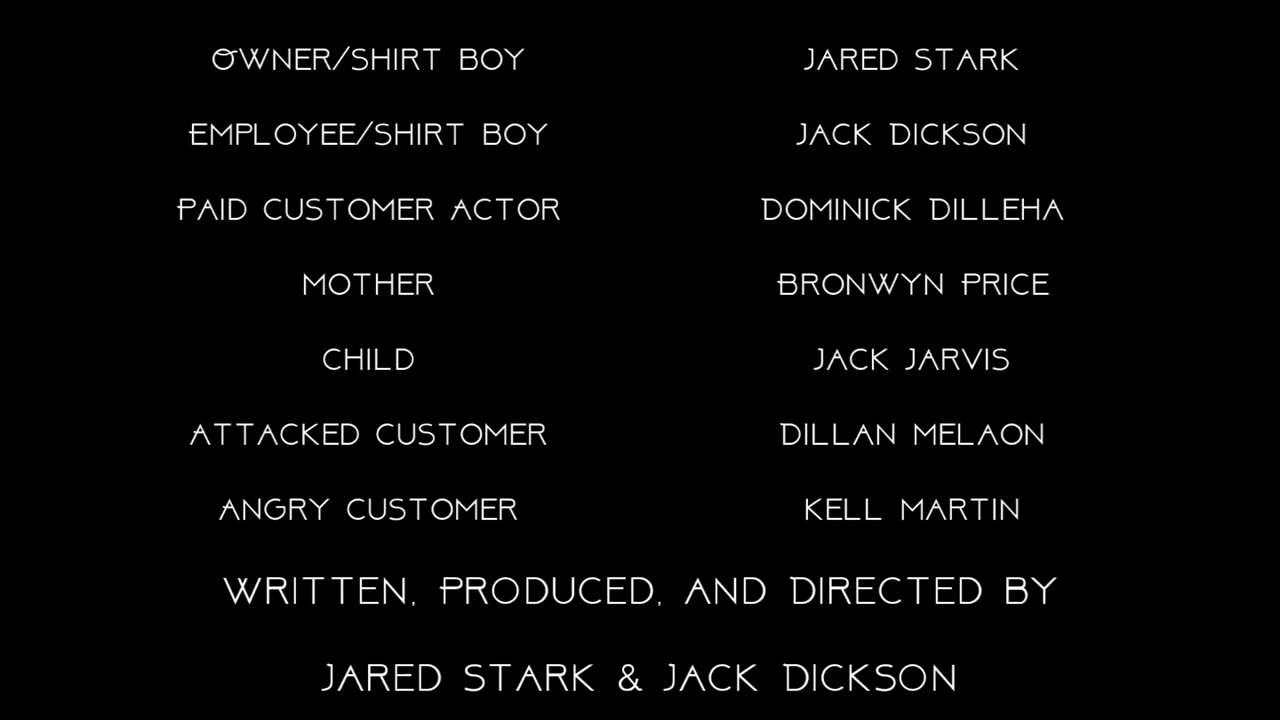 OWNER/SHIRT BOY JARED STARK
EMPLOYEE/SHIRT BOY JACK DICKSON
PAID CUSTOMER ACTOR DOMINICK DILLEHA
MOTHER BRONWYN PRICE
CHILD JACK JARVIS
ATTACKED CUSTOMER DILLAN MELAON
ANGRY CUSTOMER KELL MARTIN
WRITTEN, PRODUCED, AND DIRECTED BY
JARED STARK & JACK DICKSON